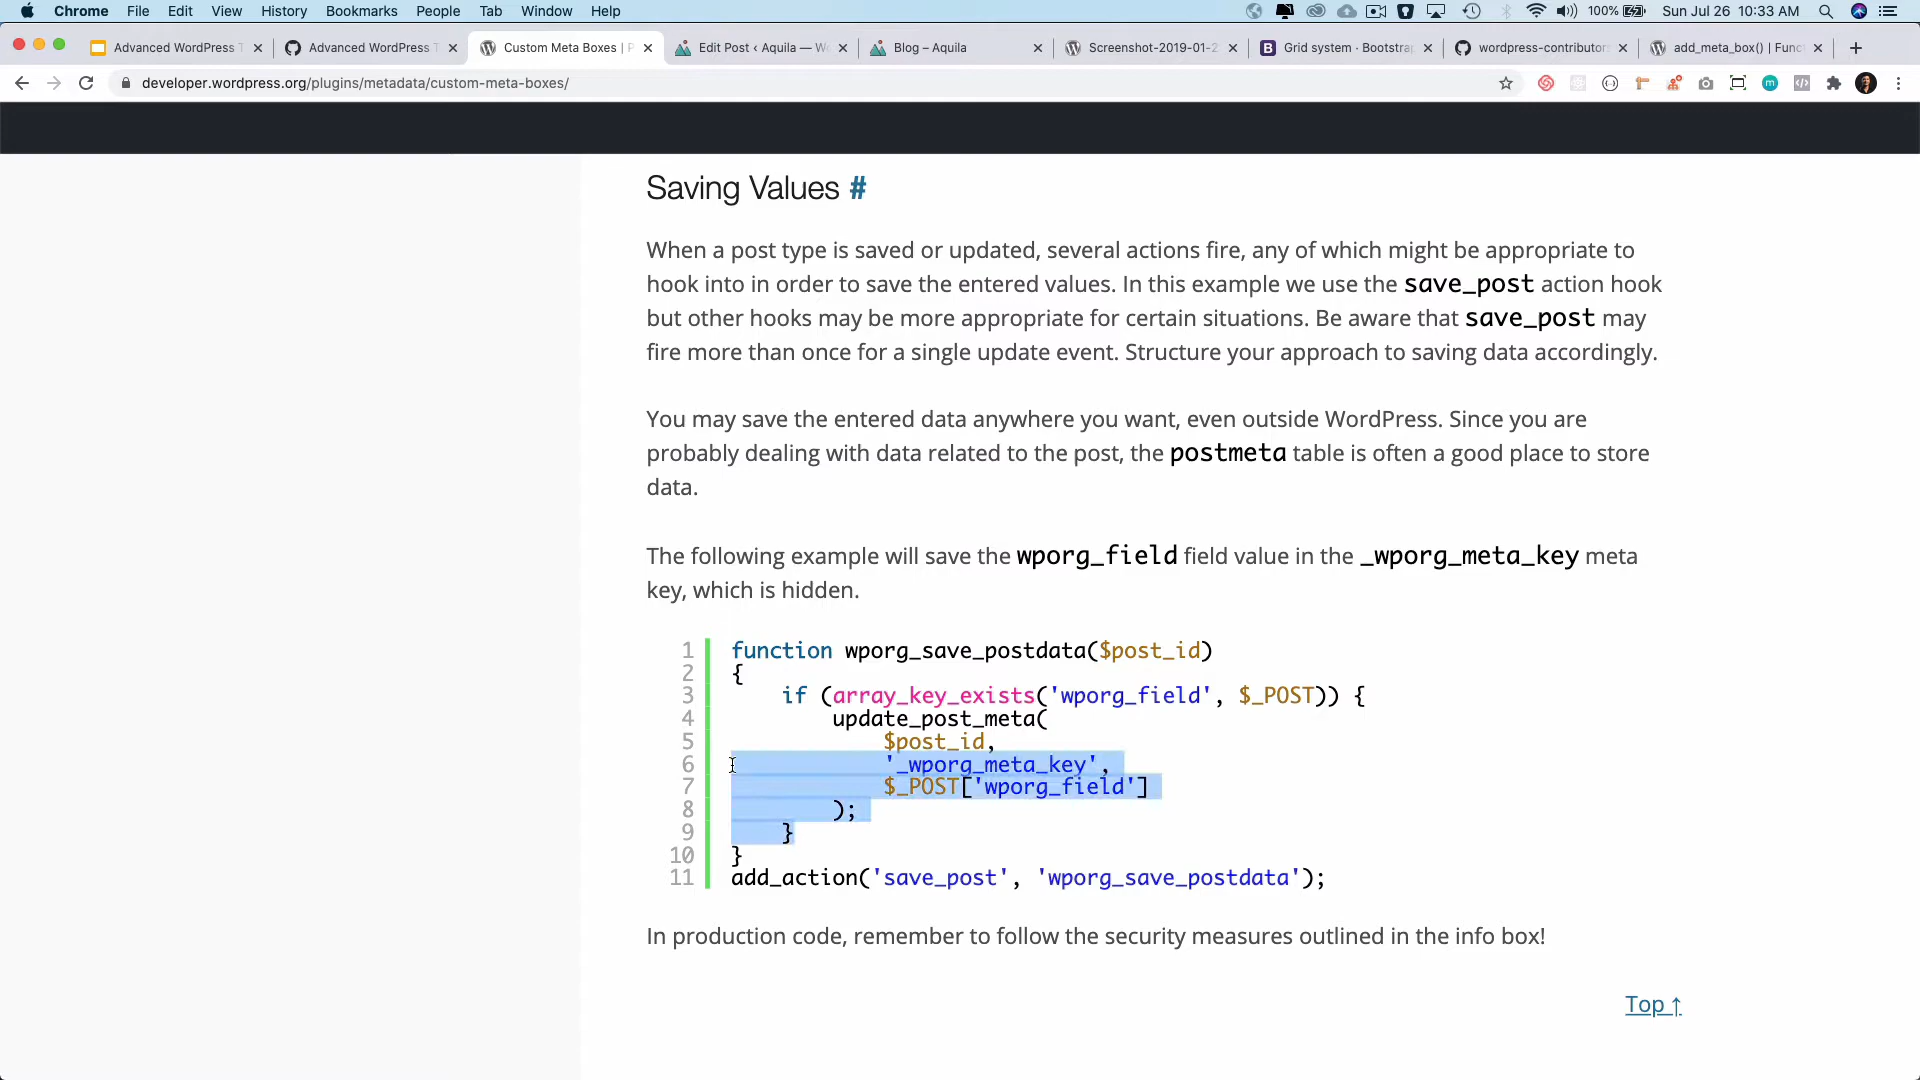 Chrome File Edit View History Bookmarks People Tab Window Help 100% Sun Jul 26 10:33 AM
Advanced WordPress T Advanced WordPress T Custom Meta Boxes | P Edit Post ‹ Aquila — W Blog – Aquila Screenshot-2019-01-2 Grid system · Bootstrap wordpress-contributors add_meta_box() | Func
developer.wordpress.org/plugins/metadata/custom-meta-boxes/
Saving Values #
When a post type is saved or updated, several actions fire, any of which might be appropriate to
hook into in order to save the entered values. In this example we use the save_post action hook
but other hooks may be more appropriate for certain situations. Be aware that save_post may
fire more than once for a single update event. Structure your approach to saving data accordingly.
You may save the entered data anywhere you want, even outside WordPress. Since you are
probably dealing with data related to the post, the postmeta table is often a good place to store
data.
The following example will save the wporg_field field value in the _wporg_meta_key meta
key, which is hidden.
1 function wporg_save_postdata($post_id)
2 {
3     if (array_key_exists('wporg_field', $_POST)) {
4         update_post_meta(
5             $post_id,
6             '_wporg_meta_key',
7             $_POST['wporg_field']
8         );
9     }
10 }
11 add_action('save_post', 'wporg_save_postdata');
In production code, remember to follow the security measures outlined in the info box!
Top ↑